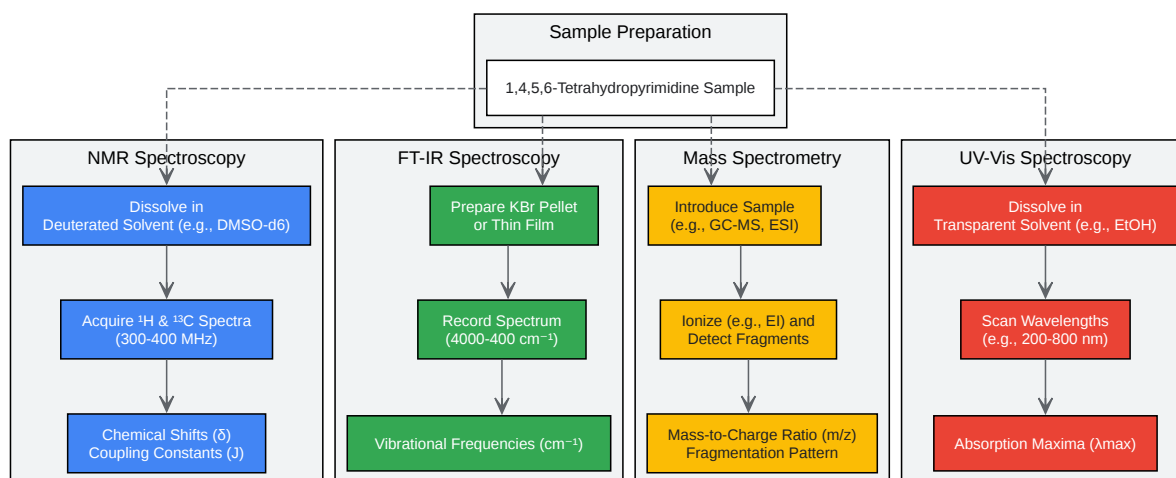 Sample Preparation
1,4,5,6-Tetrahydropyrimidine Sample
NMR Spectroscopy
Dissolve in
Deuterated Solvent (e.g., DMSO-d6)
Acquire ¹H & ¹³C Spectra
(300-400 MHz)
Chemical Shifts (δ)
Coupling Constants (J)
FT-IR Spectroscopy
Prepare KBr Pellet
or Thin Film
Record Spectrum
(4000-400 cm⁻¹)
Vibrational Frequencies (cm⁻¹)
Mass Spectrometry
Introduce Sample
(e.g., GC-MS, ESI)
Ionize (e.g., EI) and
Detect Fragments
Mass-to-Charge Ratio (m/z)
Fragmentation Pattern
UV-Vis Spectroscopy
Dissolve in
Transparent Solvent (e.g., EtOH)
Scan Wavelengths
(e.g., 200-800 nm)
Absorption Maxima (λmax)